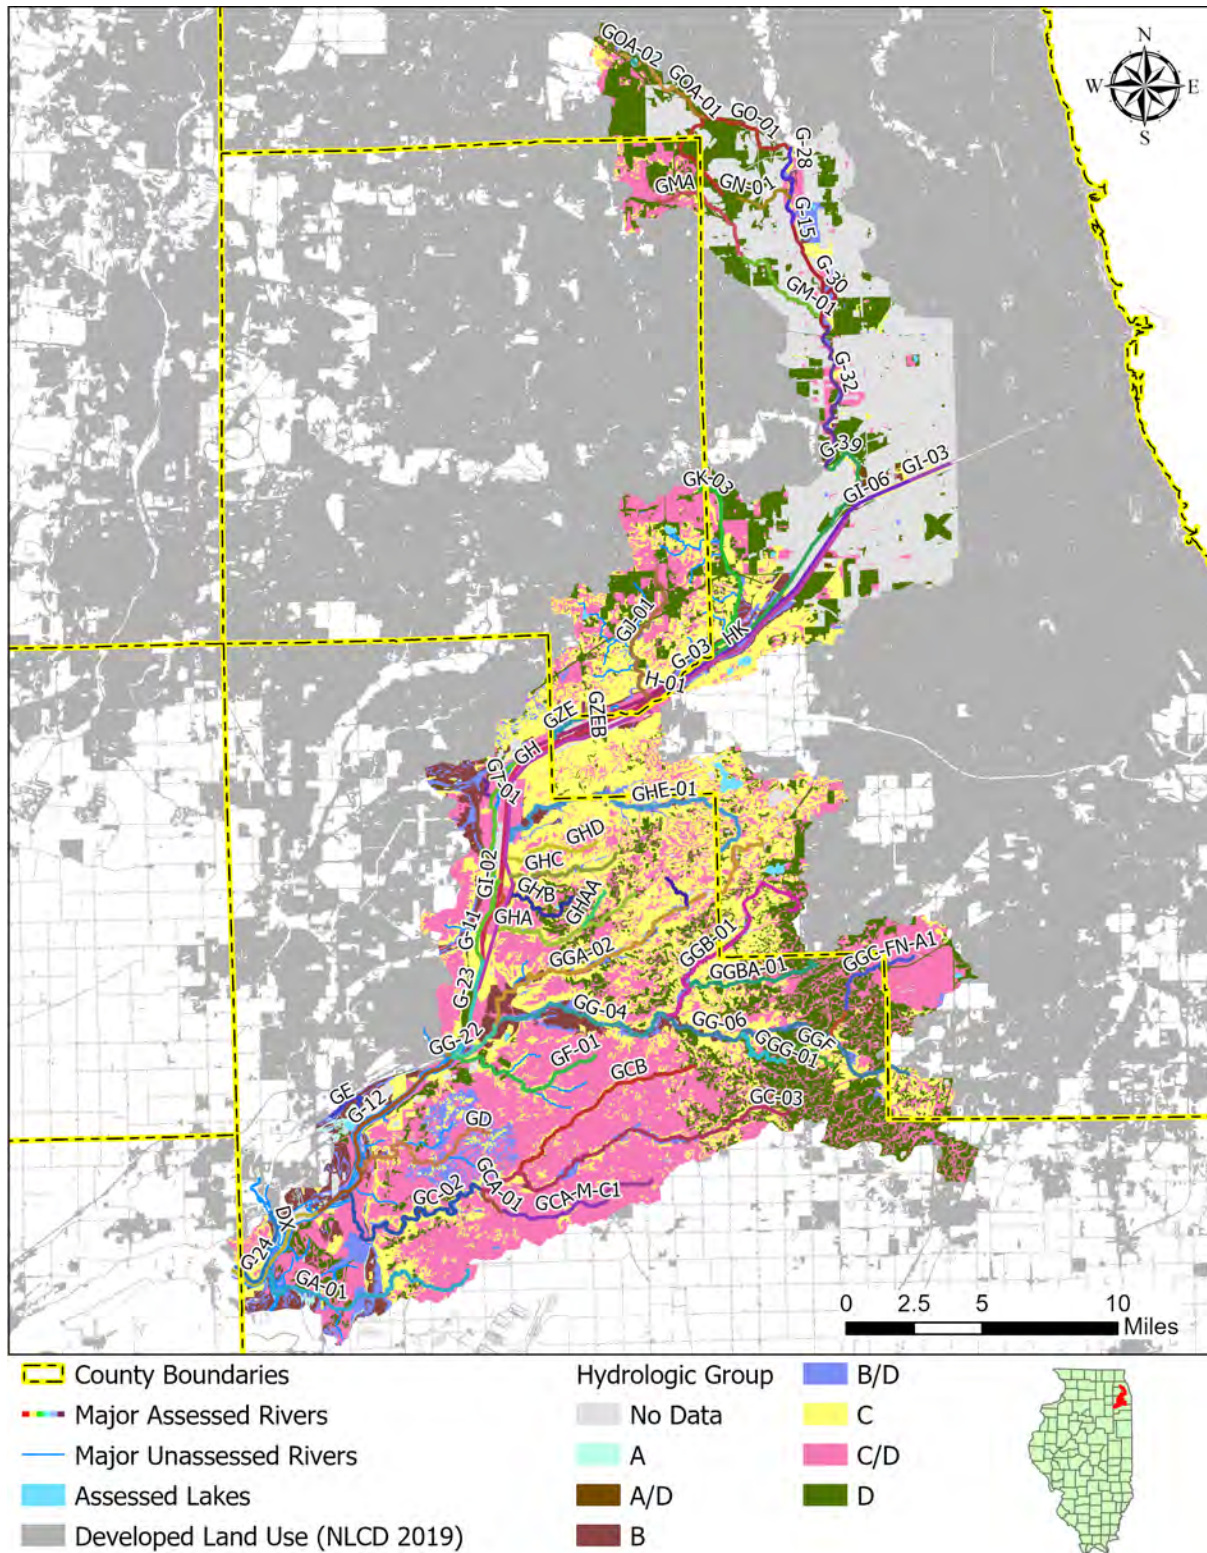 N
W E
S
GOA-02
GOA-01
GO-01
G-28
GMA
GN-01
G-15
G-30
GM-01
G-32
G-39
GI-03
GI-06
GK-03
GJ-01
HK
G-03
H-01
GZE
GZEB
GH
GT-01
GHE-01
GHD
GHC
GI-02
GHB
GHAA
GHA
G-11
GGA-02
GGB-01
GGC-FN-A1
GGBA-01
G-23
GG-04
GG-06
GGF
GGG-01
GG-22
GF-01
GCB
GE
G-12
GC-03
GD
GCA-01
GC-02
GCA-M-C1
DX
G-24
GA-01
0 2.5 5 10
Miles
County Boundaries
Major Assessed Rivers
Major Unassessed Rivers
Assessed Lakes
Developed Land Use (NLCD 2019)
Hydrologic Group
No Data
A
A/D
B
B/D
C
C/D
D